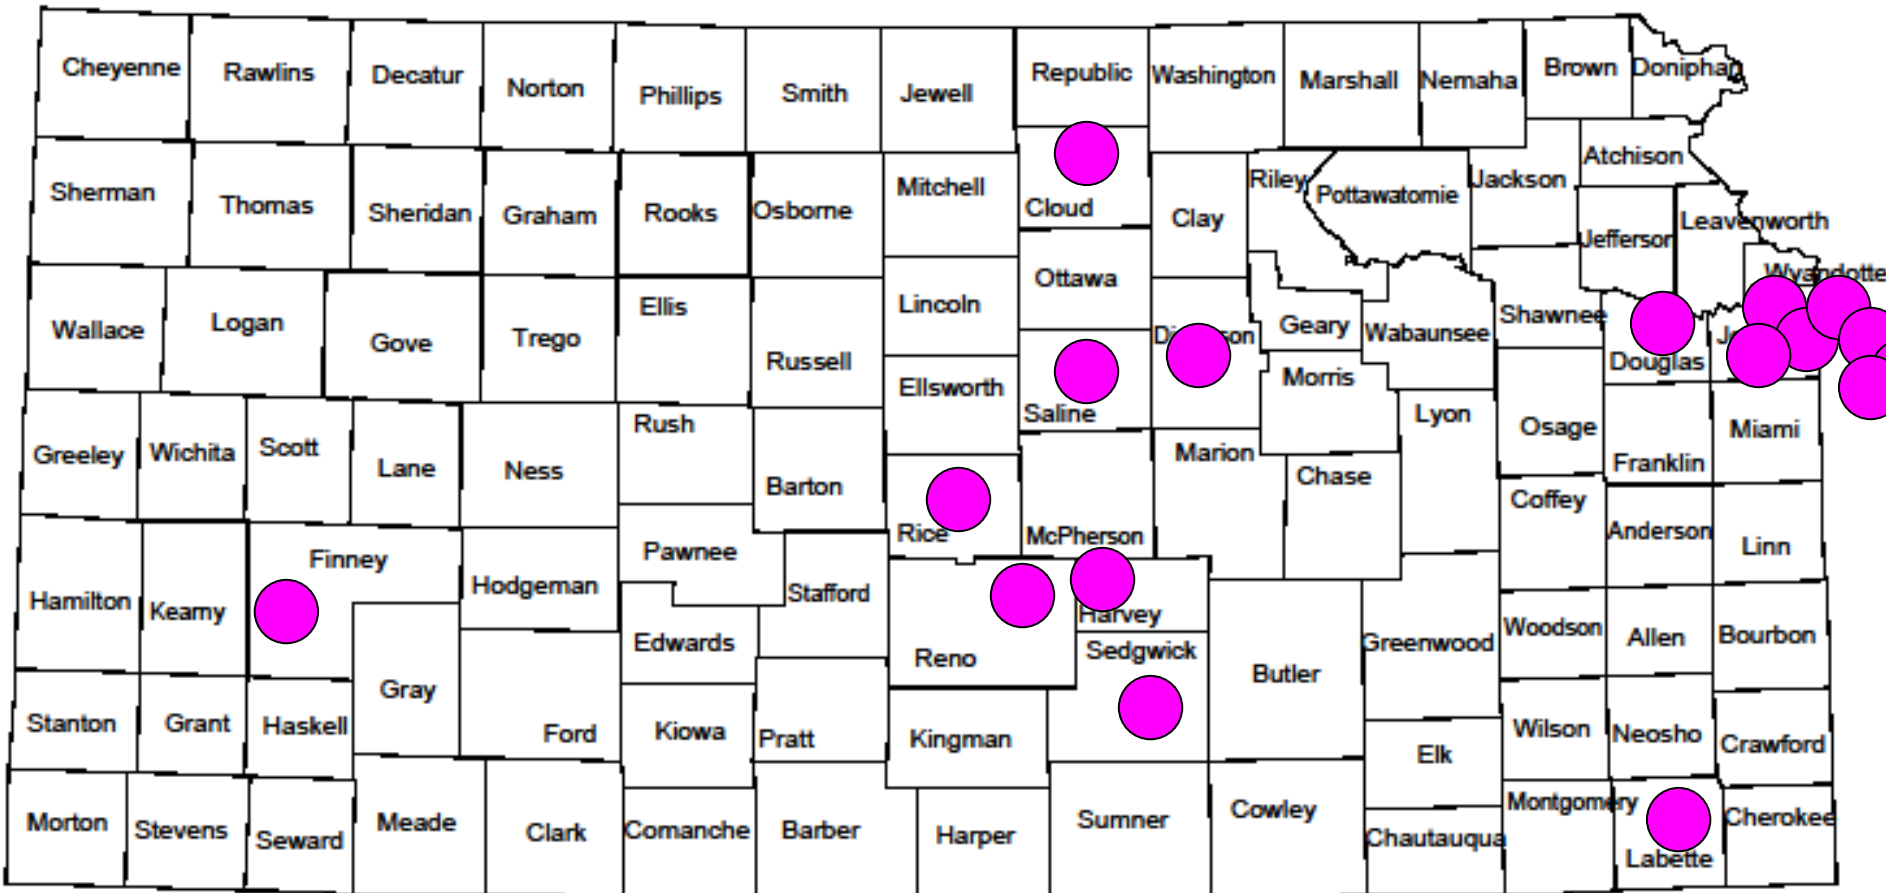 Cheyenne
Rawlins
Decatur
Norton
Phillips
Smith
Jewell
Republic
Washington
Marshall
Nemaha
Brown
Doniphan
Sherman
Thomas
Sheridan
Graham
Rooks
Osborne
Mitchell
Cloud
Clay
Riley
Pottawatomie
Jackson
Atchison
Jefferson
Leavenworth
Wyandotte
Wallace
Logan
Gove
Trego
Ellis
Russell
Lincoln
Ottawa
Geary
Wabaunsee
Shawnee
Douglas
Ellsworth
Saline
Morris
Lyon
Osage
Franklin
Miami
Greeley
Wichita
Scott
Lane
Ness
Rush
Barton
Rice
McPherson
Marion
Chase
Coffey
Anderson
Linn
Hamilton
Kearny
Finney
Hodgeman
Pawnee
Stafford
Edwards
Reno
Harvey
Sedgwick
Butler
Greenwood
Woodson
Allen
Bourbon
Stanton
Grant
Haskell
Gray
Ford
Kiowa
Pratt
Kingman
Elk
Wilson
Neosho
Crawford
Morton
Stevens
Seward
Meade
Clark
Comanche
Barber
Harper
Sumner
Cowley
Chautauqua
Montgomery
Labette
Cherokee